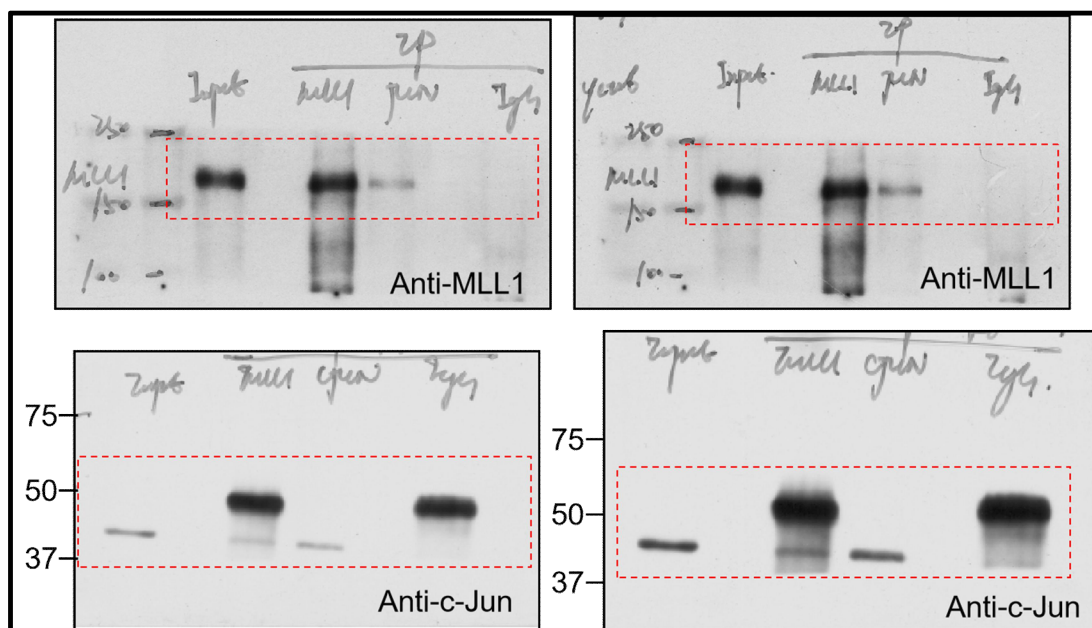 IP
Input MLL1 JUN IgG
250
MLL1
150
100
Anti-MLL1
IP
Input MLL1 JUN IgG
250
MLL1
150
100
Anti-MLL1
Input MLL1 cJUN IgG
75
50
37
Anti-c-Jun
Input MLL1 cJUN IgG.
75
50
37
Anti-c-Jun